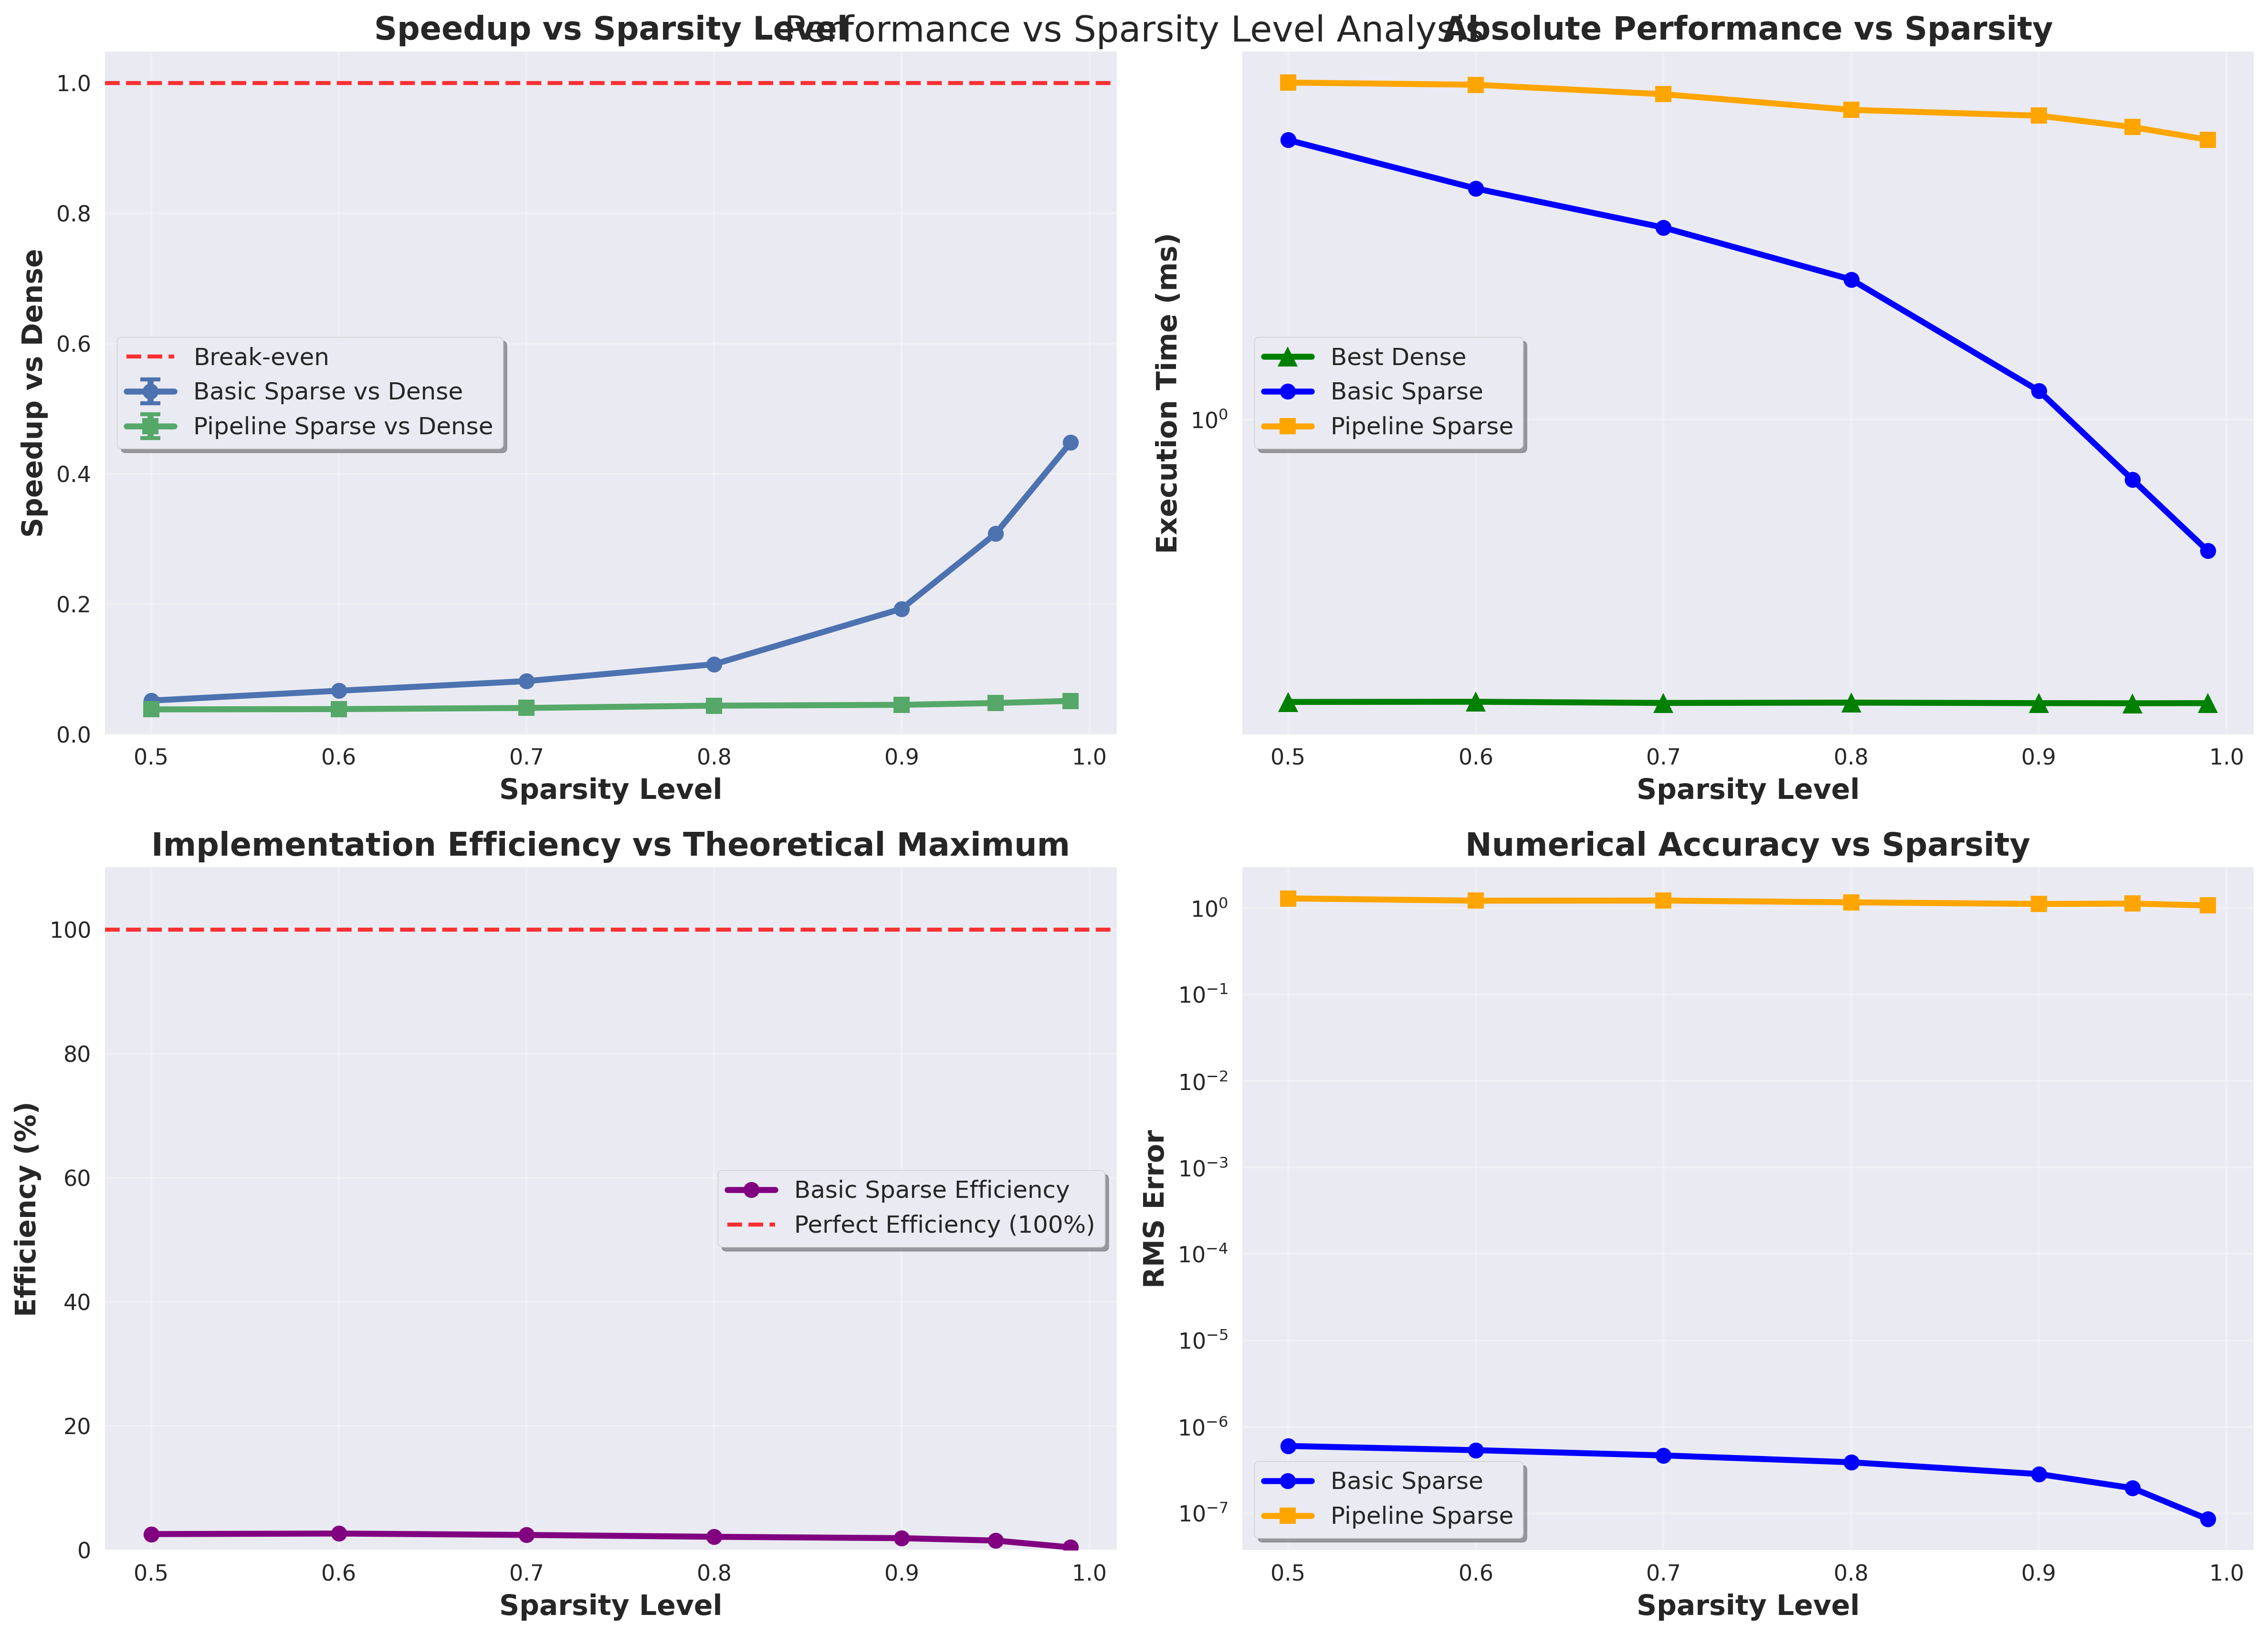 Performance vs Sparsity Level Analysis
Speedup vs Sparsity Level
1.0
0.8
0.6
0.4
0.2
0.0
Speedup vs Dense
Break-even
Basic Sparse vs Dense
Pipeline Sparse vs Dense
0.5 0.6 0.7 0.8 0.9 1.0
Sparsity Level
Absolute Performance vs Sparsity
10⁰
Execution Time (ms)
Best Dense
Basic Sparse
Pipeline Sparse
0.5 0.6 0.7 0.8 0.9 1.0
Sparsity Level
Implementation Efficiency vs Theoretical Maximum
100
80
60
40
20
0
Efficiency (%)
Basic Sparse Efficiency
Perfect Efficiency (100%)
0.5 0.6 0.7 0.8 0.9 1.0
Sparsity Level
Numerical Accuracy vs Sparsity
10⁰
10⁻¹
10⁻²
10⁻³
10⁻⁴
10⁻⁵
10⁻⁶
10⁻⁷
RMS Error
Basic Sparse
Pipeline Sparse
0.5 0.6 0.7 0.8 0.9 1.0
Sparsity Level